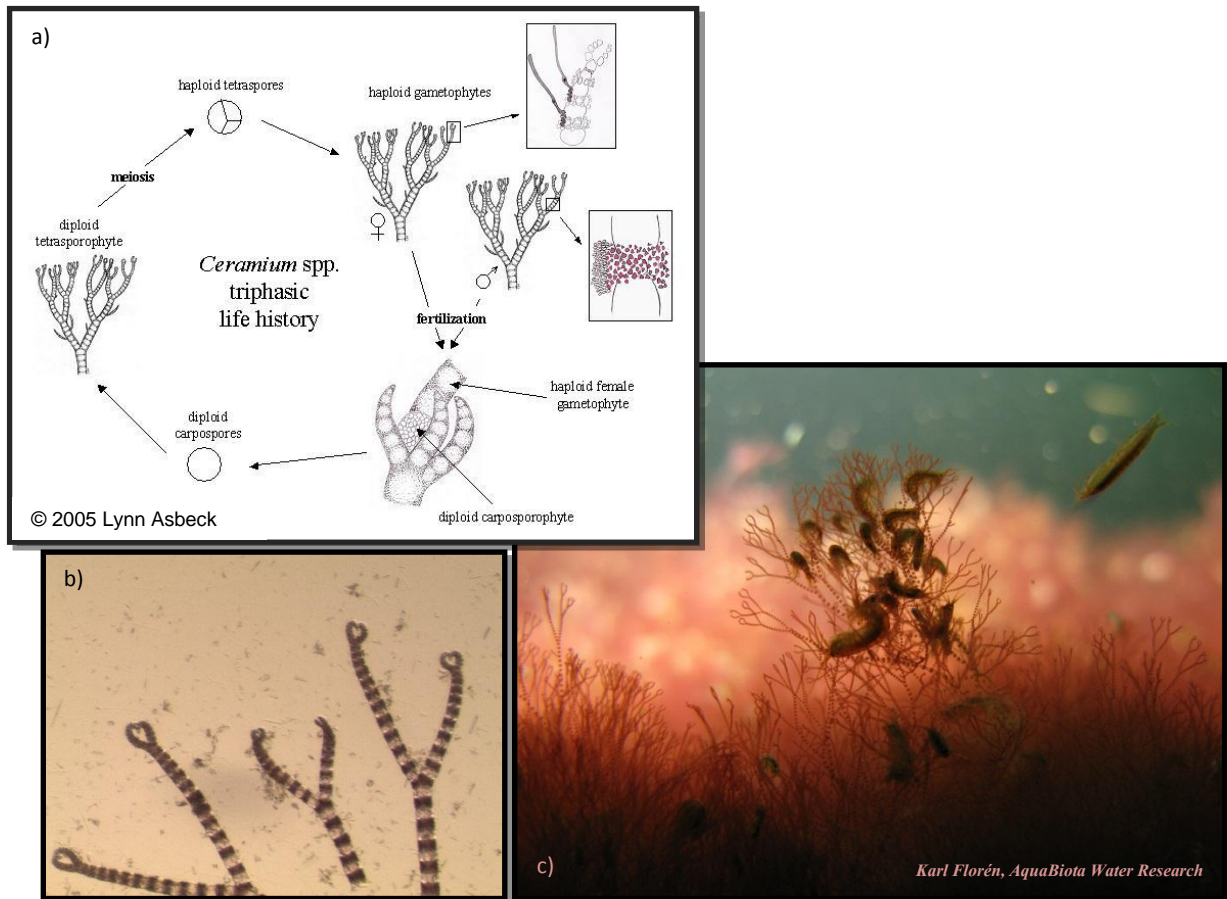 a)
haploid tetraspores
haploid gametophytes
meiosis
diploid
tetrasporophyte
Ceramium spp.
triphasic
life history
fertilization
haploid female
gametophyte
diploid
carpospores
diploid carposporophyte
© 2005 Lynn Asbeck
b)
c)
Karl Florén, AquaBiota Water Research